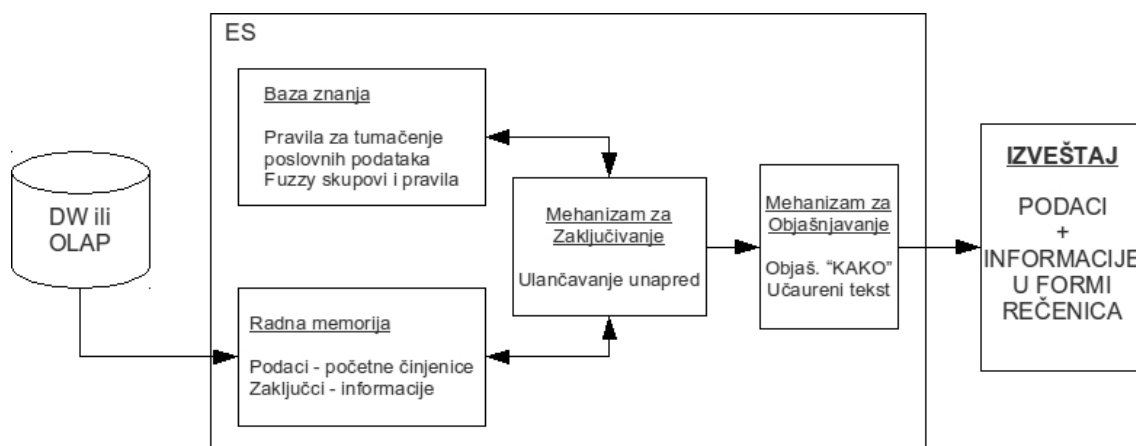 ES
DW ili
OLAP
Baza znanja
Pravila za tumačenje
poslovnih podataka
Fuzzy skupovi i pravila
Radna memorija
Podaci - početne činjenice
Zaključci - informacije
Mehanizam za
Zaključivanje
Ulančavanje unapred
Mehanizam za
Objašnjavanje
Objaš. “KAKO”
Učaureni tekst
IZVEŠTAJ
PODACI
+
INFORMACIJE
U FORMI
REČENICA